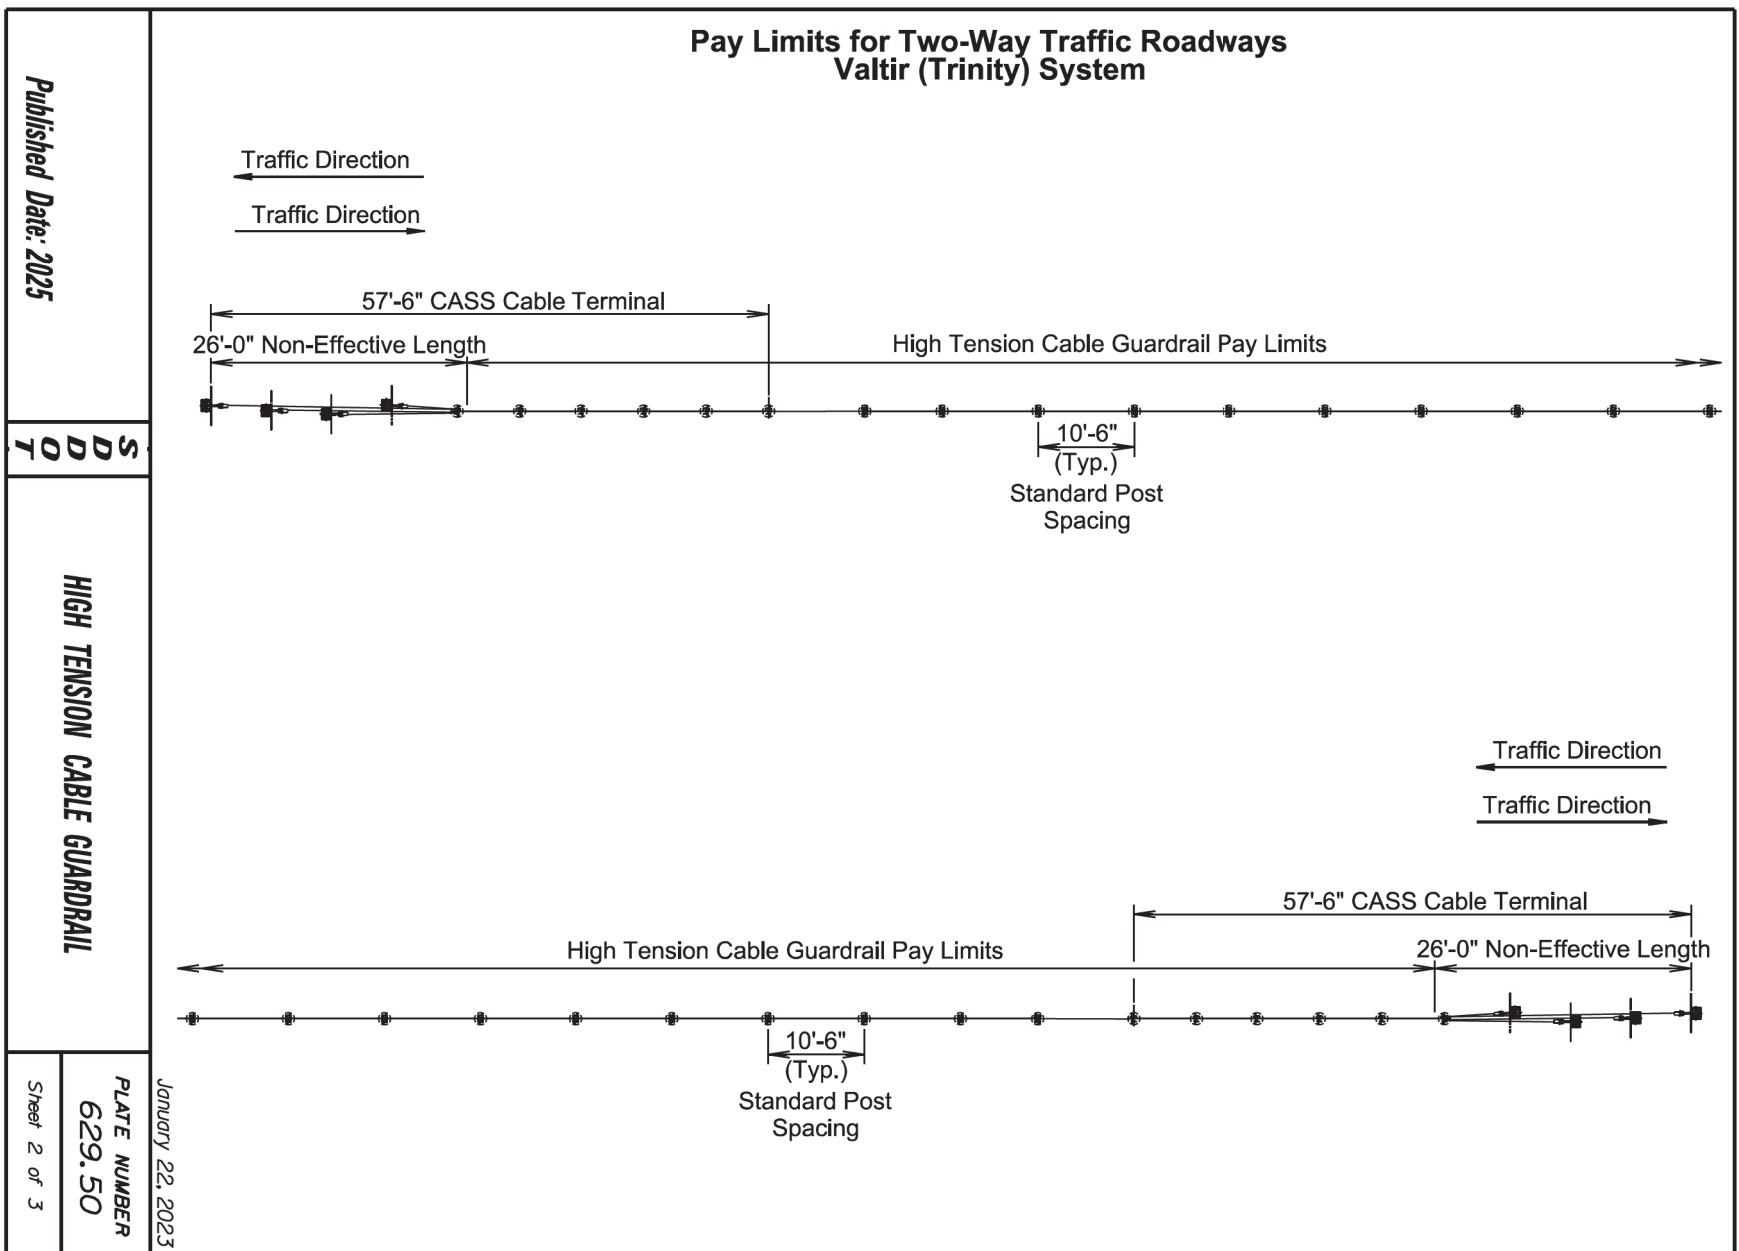 Pay Limits for Two-Way Traffic Roadways
Valtir (Trinity) System
Traffic Direction
Traffic Direction
57'-6" CASS Cable Terminal
26'-0" Non-Effective Length
High Tension Cable Guardrail Pay Limits
10'-6"
(Typ.)
Standard Post
Spacing
Traffic Direction
Traffic Direction
57'-6" CASS Cable Terminal
High Tension Cable Guardrail Pay Limits
26'-0" Non-Effective Length
10'-6"
(Typ.)
Standard Post
Spacing
January 22, 2023
Published Date: 2025
S
D
D
O
T
HIGH TENSION CABLE GUARDRAIL
PLATE NUMBER
629.50
Sheet 2 of 3